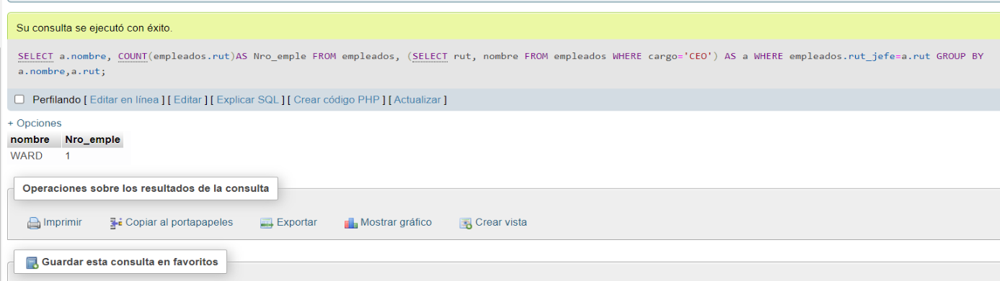 Su consulta se ejecutó con éxito.
SELECT a.nombre, COUNT(empleados.rut)AS Nro_emple FROM empleados, (SELECT rut, nombre FROM empleados WHERE cargo='CEO') AS a WHERE empleados.rut_jefe=a.rut GROUP BY
a.nombre,a.rut;
Perfilando [ Editar en línea ] [ Editar ] [ Explicar SQL ] [ Crear código PHP ] [ Actualizar ]
+ Opciones
nombre Nro_emple
WARD 1
Operaciones sobre los resultados de la consulta
Imprimir Copiar al portapapeles Exportar Mostrar gráfico Crear vista
Guardar esta consulta en favoritos